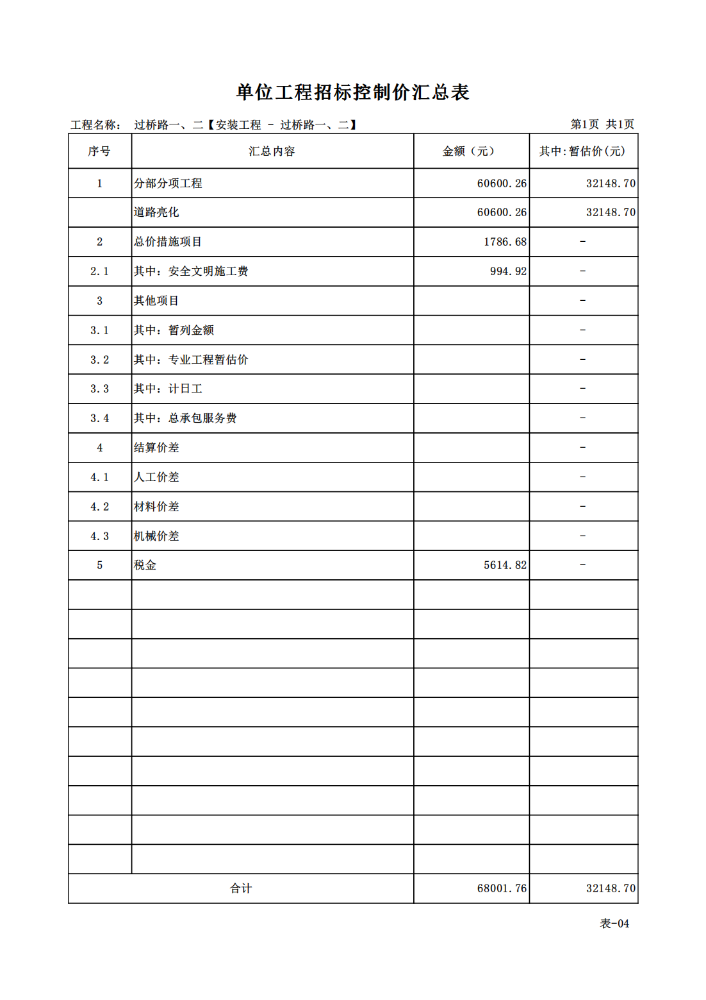 单位工程招标控制价汇总表
工程名称： 过桥路一、二【安装工程 - 过桥路一、二】 第1页 共1页
序号 汇总内容 金额（元） 其中:暂估价(元)
1 分部分项工程 60600.26 32148.70
道路亮化 60600.26 32148.70
2 总价措施项目 1786.68 -
2.1 其中：安全文明施工费 994.92 -
3 其他项目 -
3.1 其中：暂列金额 -
3.2 其中：专业工程暂估价 -
3.3 其中：计日工 -
3.4 其中：总承包服务费 -
4 结算价差 -
4.1 人工价差 -
4.2 材料价差 -
4.3 机械价差 -
5 税金 5614.82 -
合计 68001.76 32148.70
表-04